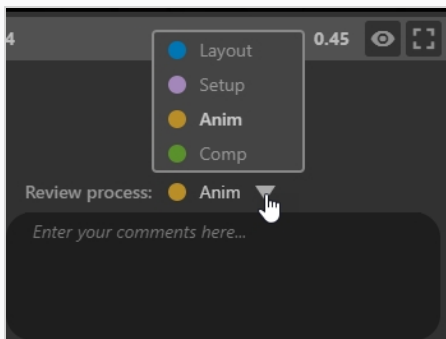 4
0.45
Layout
Setup
Anim
Comp
Review process: Anim
Enter your comments here...